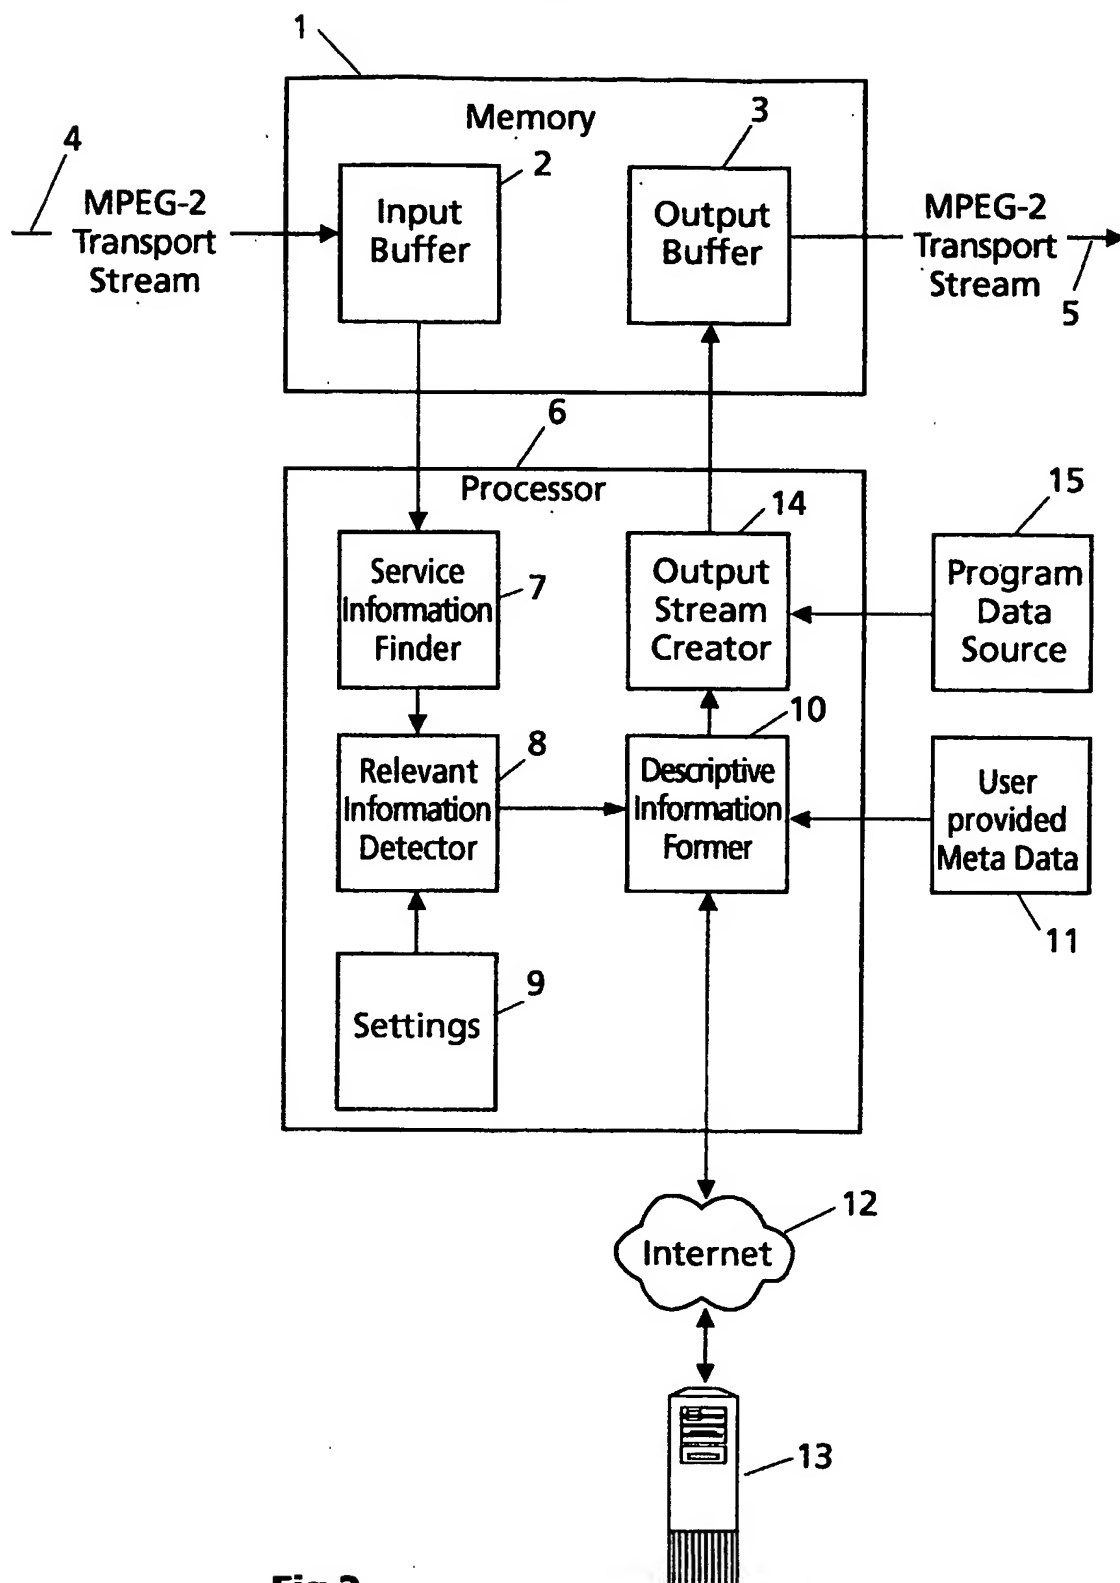 1
Memory
4
3
2
MPEG-2
Transport
Stream
Input
Buffer
Output
Buffer
MPEG-2
Transport
Stream
5
6
Processor
14
15
Service
Information
Finder
7
Output
Stream
Creator
Program
Data
Source
8
10
Relevant
Information
Detector
Descriptive
Information
Former
User
provided
Meta Data
11
9
Settings
12
Internet
13